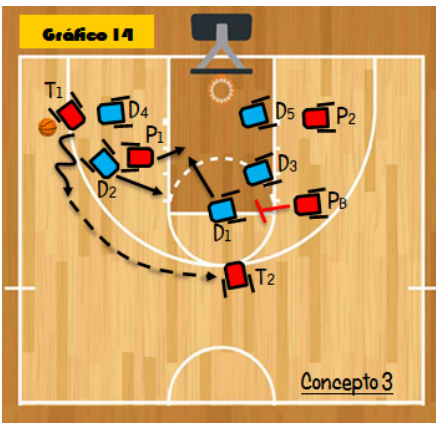 Gráfico 14
T1
D4
D5
P2
P1
D2
D3
D1
PB
T2
Concepto 3